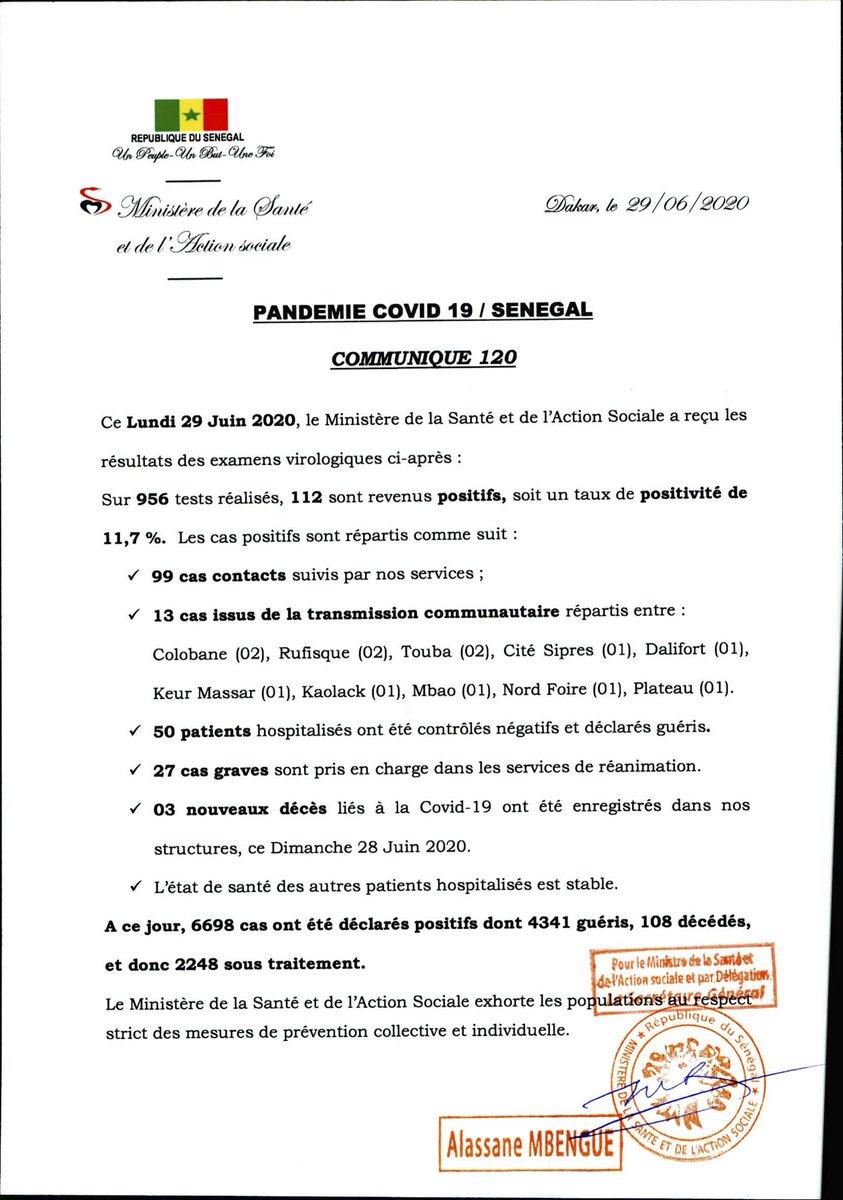 REPUBLIQUE DU SENEGAL
Un Peuple-Un But-Une Foi
Ministère de la Santé
et de l'Action sociale
Dakar, le 29/06/2020
PANDEMIE COVID 19 / SENEGAL
COMMUNIQUE 120
Ce Lundi 29 Juin 2020, le Ministère de la Santé et de l'Action Sociale a reçu les
résultats des examens virologiques ci-après :
Sur 956 tests réalisés, 112 sont revenus positifs, soit un taux de positivité de
11,7 %. Les cas positifs sont répartis comme suit :
✓ 99 cas contacts suivis par nos services ;
✓ 13 cas issus de la transmission communautaire répartis entre :
Colobane (02), Rufisque (02), Touba (02), Cité Sipres (01), Dalifort (01),
Keur Massar (01), Kaolack (01), Mbao (01), Nord Foire (01), Plateau (01).
✓ 50 patients hospitalisés ont été contrôlés négatifs et déclarés guéris.
✓ 27 cas graves sont pris en charge dans les services de réanimation.
✓ 03 nouveaux décès liés à la Covid-19 ont été enregistrés dans nos
structures, ce Dimanche 28 Juin 2020.
✓ L'état de santé des autres patients hospitalisés est stable.
A ce jour, 6698 cas ont été déclarés positifs dont 4341 guéris, 108 décédés,
et donc 2248 sous traitement.
Le Ministère de la Santé et de l'Action Sociale exhorte les populations au respect
strict des mesures de prévention collective et individuelle.
Pour le Ministre de la Santé et
de l'Action sociale et par Délégation
Le Secrétaire Général
République du Sénégal
MINISTERE DE LA SANTE ET DE L'ACTION SOCIALE
Alassane MBENGUE